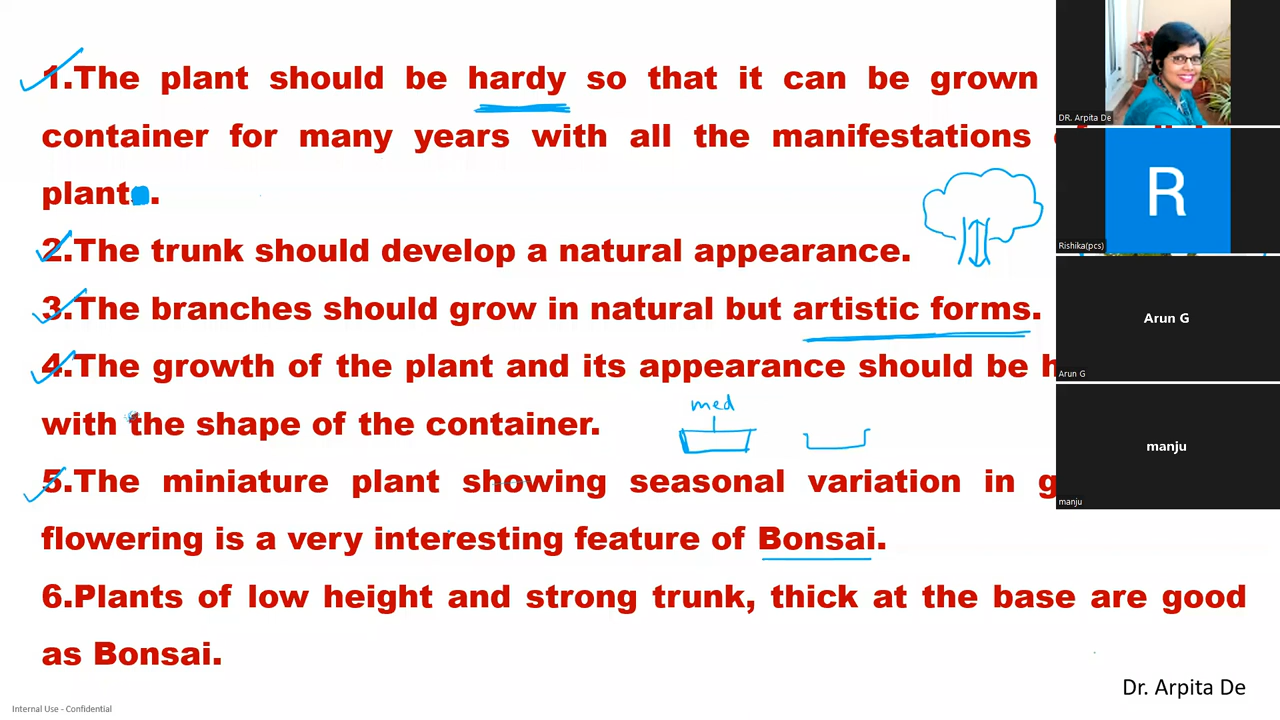 1.The plant should be hardy so that it can be grown
container for many years with all the manifestations
plant .
2.The trunk should develop a natural appearance.
3.The branches should grow in natural but artistic forms.
4.The growth of the plant and its appearance should be
with the shape of the container.
med
5.The miniature plant showing seasonal variation in
flowering is a very interesting feature of Bonsai.
6.Plants of low height and strong trunk, thick at the base are good
as Bonsai.
Dr. Arpita De
Internal Use - Confidential
DR. Arpita De
R
Rishika(pcs)
Arun G
Arun G
manju
manju